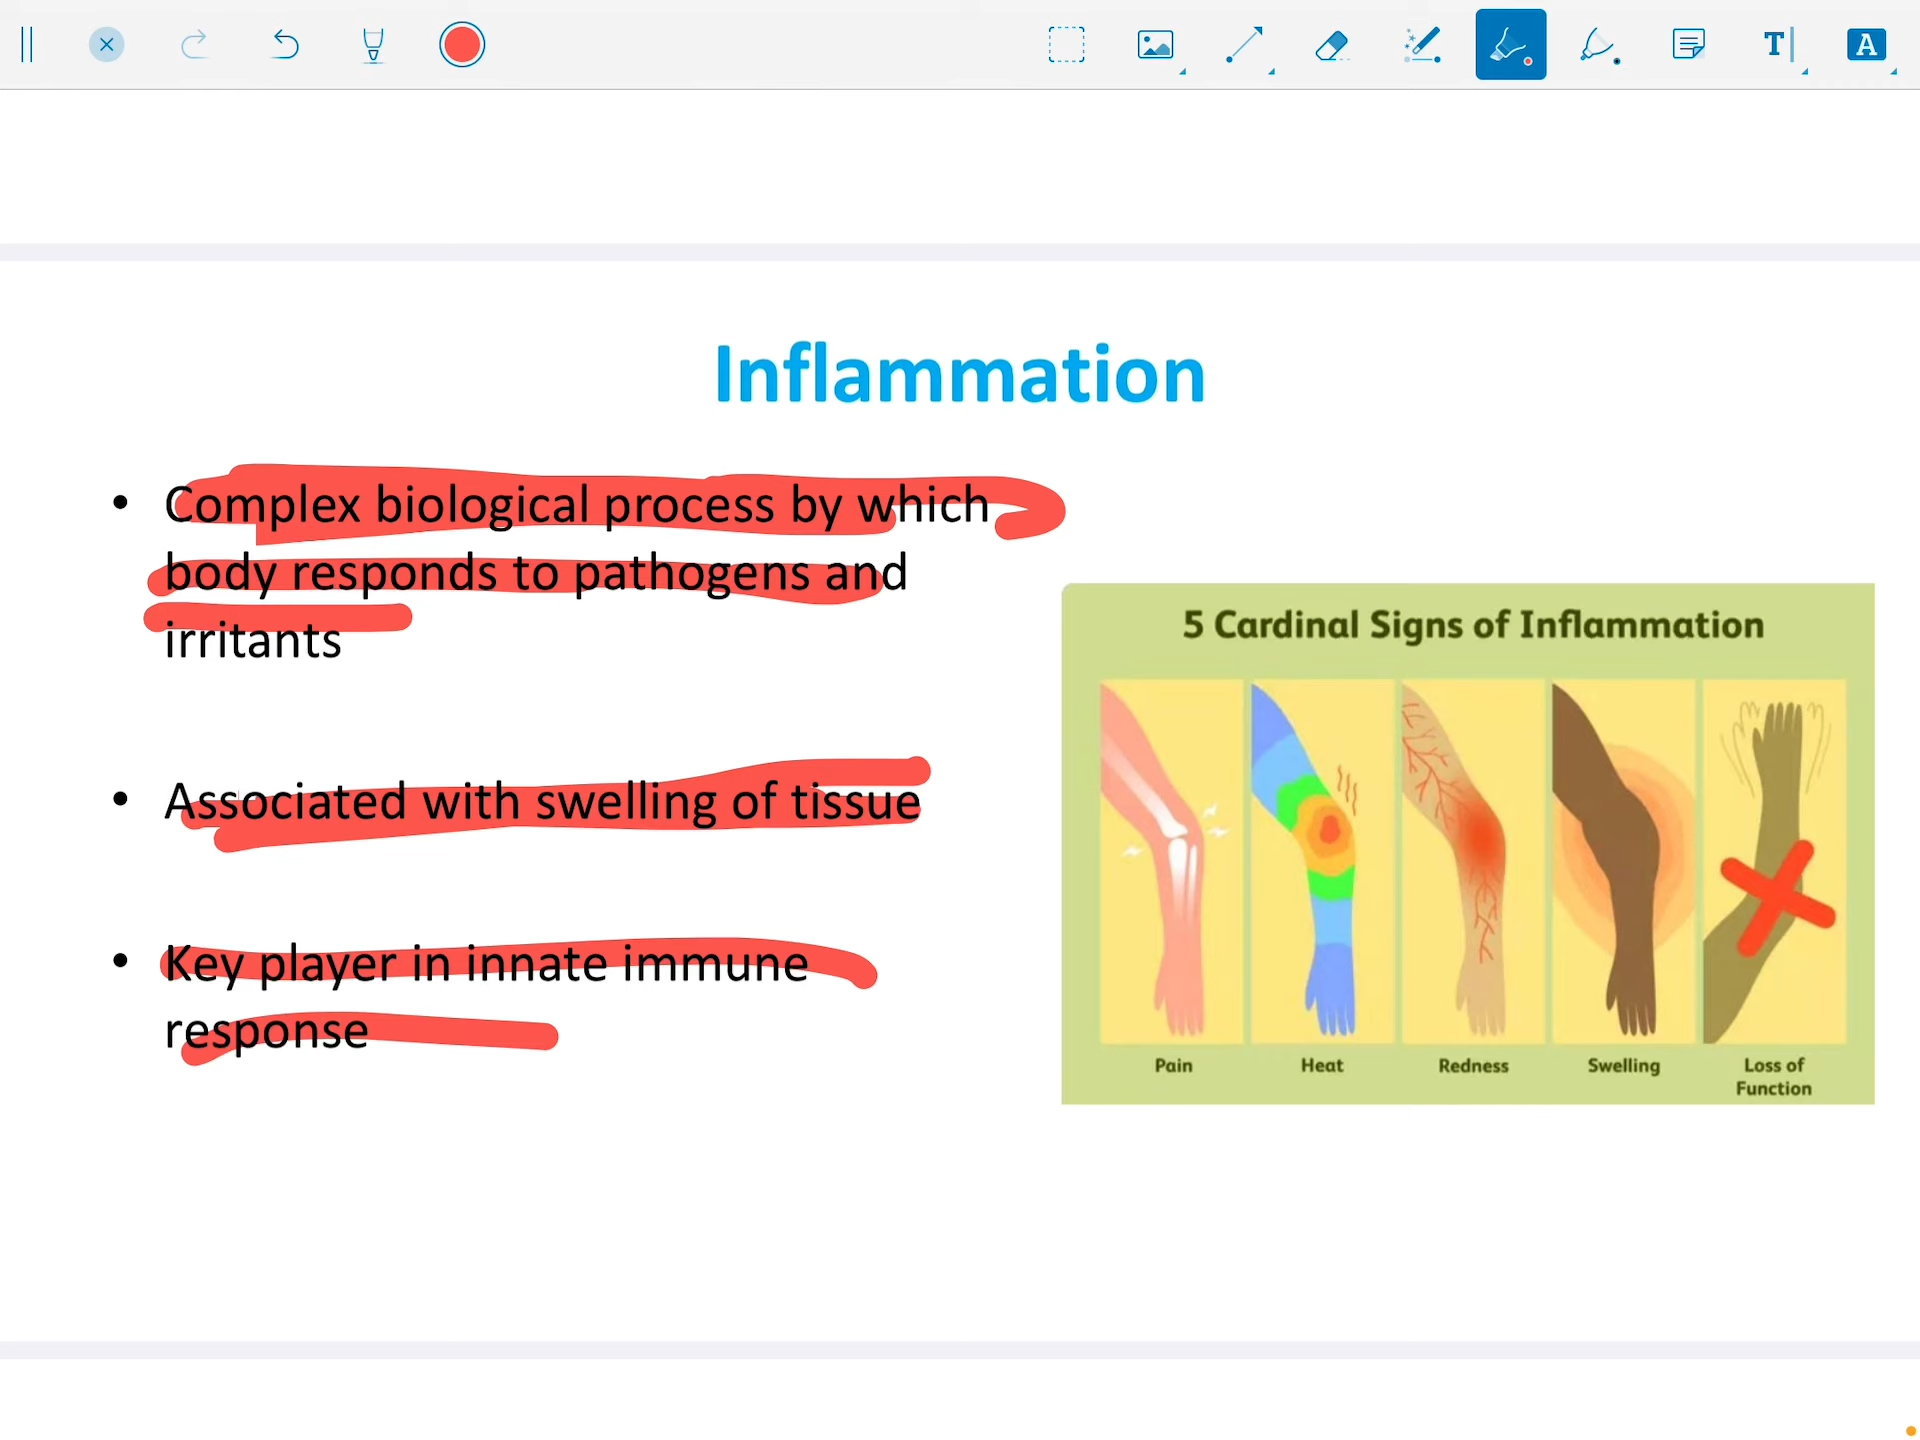 T
A
Inflammation
• Complex biological process by which
body responds to pathogens and
irritants
• Associated with swelling of tissue
• Key player in innate immune
response
5 Cardinal Signs of Inflammation
Pain Heat Redness Swelling Loss of
Function